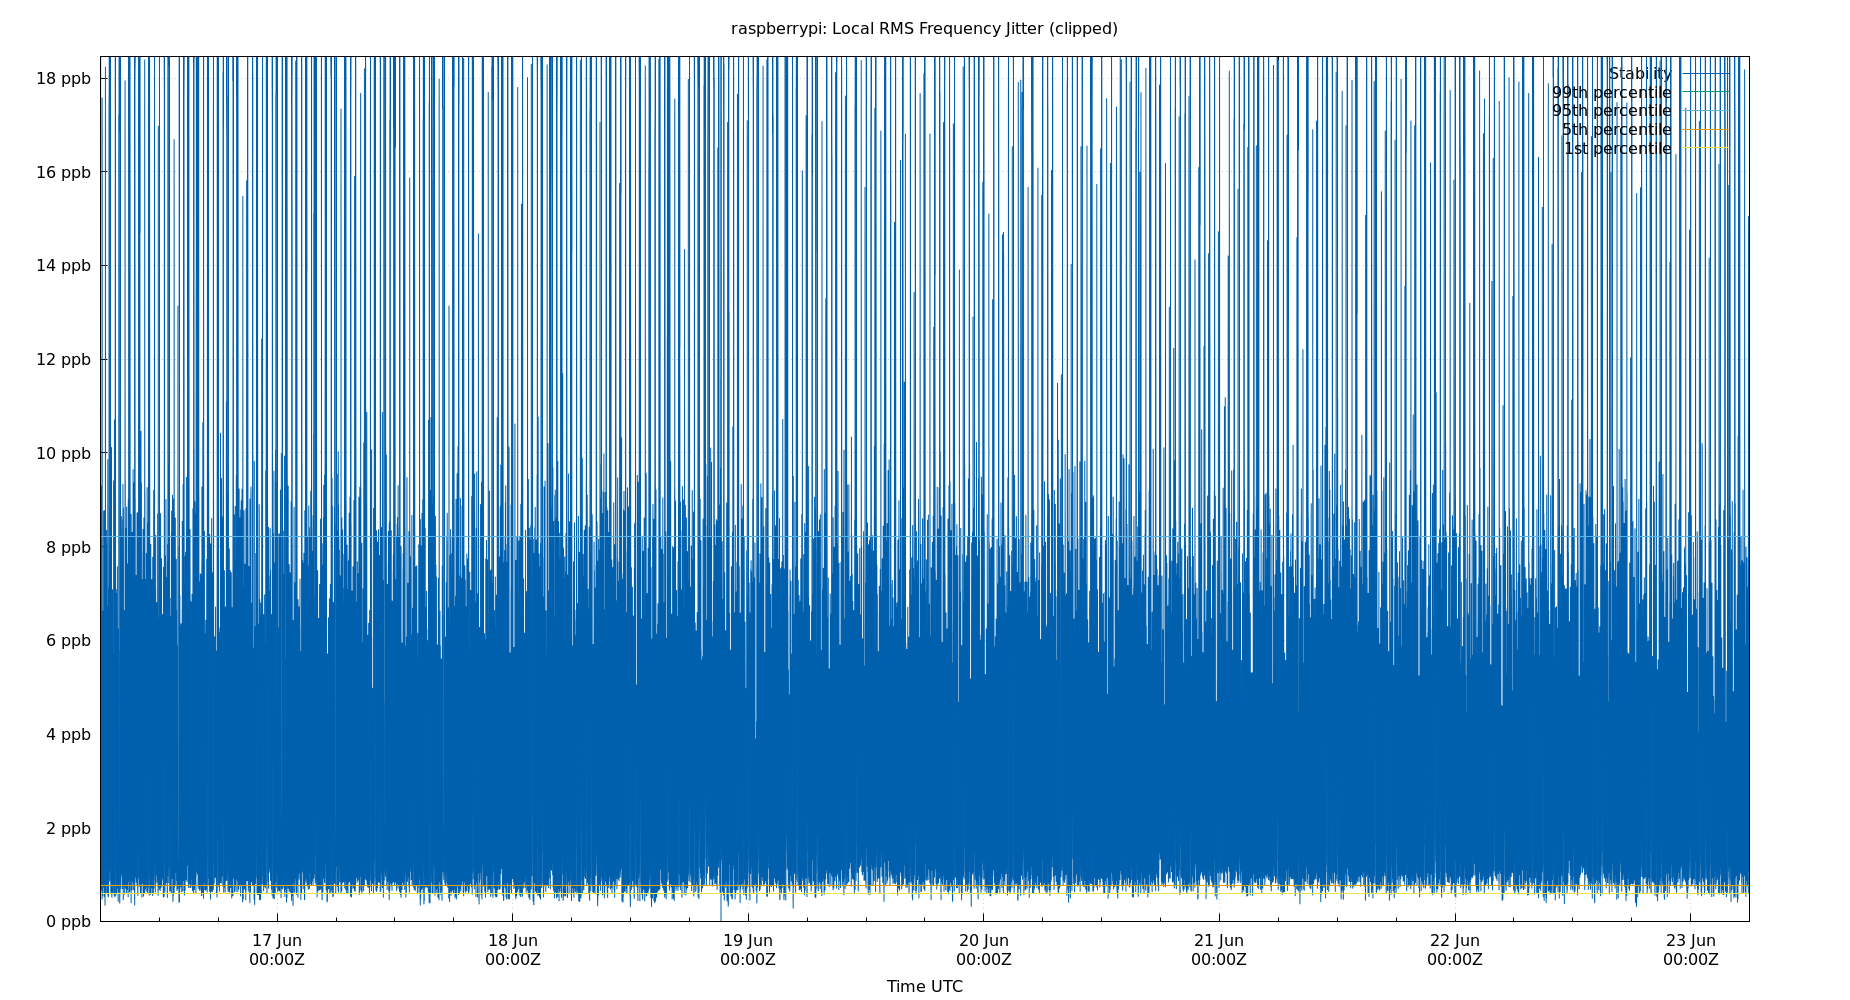 raspberrypi: Local RMS Frequency Jitter (clipped)
18 ppb
16 ppb
14 ppb
12 ppb
10 ppb
8 ppb
6 ppb
4 ppb
2 ppb
0 ppb
Stability
99th percentile
95th percentile
5th percentile
1st percentile
17 Jun 18 Jun 19 Jun 20 Jun 21 Jun 22 Jun 23 Jun
00:00Z 00:00Z 00:00Z 00:00Z 00:00Z 00:00Z 00:00Z
Time UTC